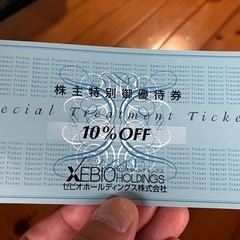 株主特別御優待券
Special Treatment Ticket
10%OFF
XEBIO HOLDINGS
ゼビオホールディングス株式会社